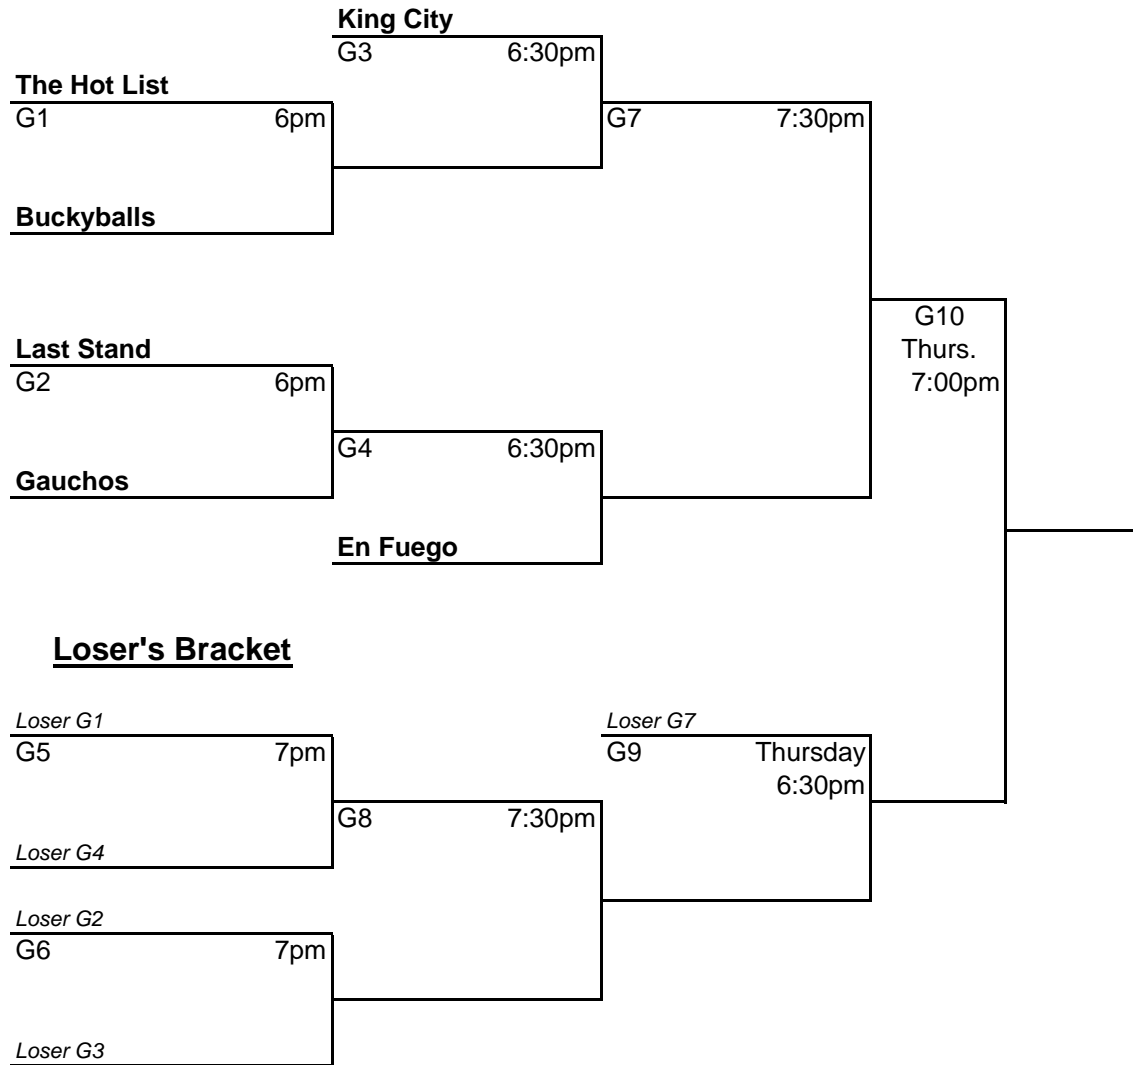 King City
G3 6:30pm
The Hot List
G1 6pm
G7 7:30pm
Buckyballs
G10
Last Stand
Thurs.
G2 6pm
7:00pm
G4 6:30pm
Gauchos
En Fuego
Loser's Bracket
Loser G1
Loser G7
G5 7pm
G9 Thursday
6:30pm
G8 7:30pm
Loser G4
Loser G2
G6 7pm
Loser G3